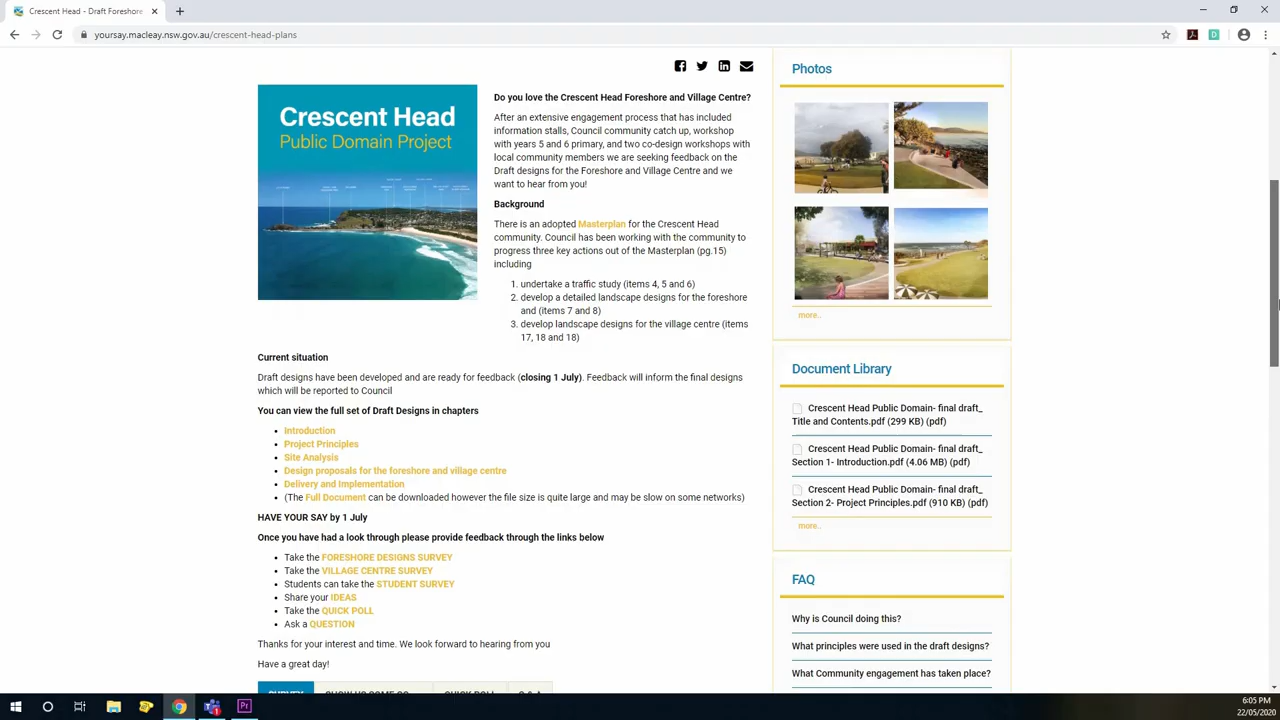 Crescent Head - Draft Foreshore
yoursay.macleay.nsw.gov.au/crescent-head-plans
Crescent Head
Public Domain Project
Do you love the Crescent Head Foreshore and Village Centre?
After an extensive engagement process that has included
information stalls, Council community catch up, workshop
with years 5 and 6 primary, and two co-design workshops with
local community members we are seeking feedback on the
Draft designs for the Foreshore and Village Centre and we
want to hear from you!
Background
There is an adopted Masterplan for the Crescent Head
community. Council has been working with the community to
progress three key actions out of the Masterplan (pg.15)
including
1. undertake a traffic study (items 4, 5 and 6)
2. develop a detailed landscape designs for the foreshore
and (items 7 and 8)
3. develop landscape designs for the village centre (items
17, 18 and 18)
Current situation
Draft designs have been developed and are ready for feedback (closing 1 July). Feedback will inform the final designs
which will be reported to Council
You can view the full set of Draft Designs in chapters
Introduction
Project Principles
Site Analysis
Design proposals for the foreshore and village centre
Delivery and Implementation
(The Full Document can be downloaded however the file size is quite large and may be slow on some networks)
HAVE YOUR SAY by 1 July
Once you have had a look through please provide feedback through the links below
Take the FORESHORE DESIGNS SURVEY
Take the VILLAGE CENTRE SURVEY
Students can take the STUDENT SURVEY
Share your IDEAS
Take the QUICK POLL
Ask a QUESTION
Thanks for your interest and time. We look forward to hearing from you
Have a great day!
SURVEY SHOW US SOME QUICK POLL Q & A
Photos
more..
Document Library
Crescent Head Public Domain- final draft_
Title and Contents.pdf (299 KB) (pdf)
Crescent Head Public Domain- final draft_
Section 1- Introduction.pdf (4.06 MB) (pdf)
Crescent Head Public Domain- final draft_
Section 2- Project Principles.pdf (910 KB) (pdf)
more..
FAQ
Why is Council doing this?
What principles were used in the draft designs?
What Community engagement has taken place?
6:05 PM
22/05/2020